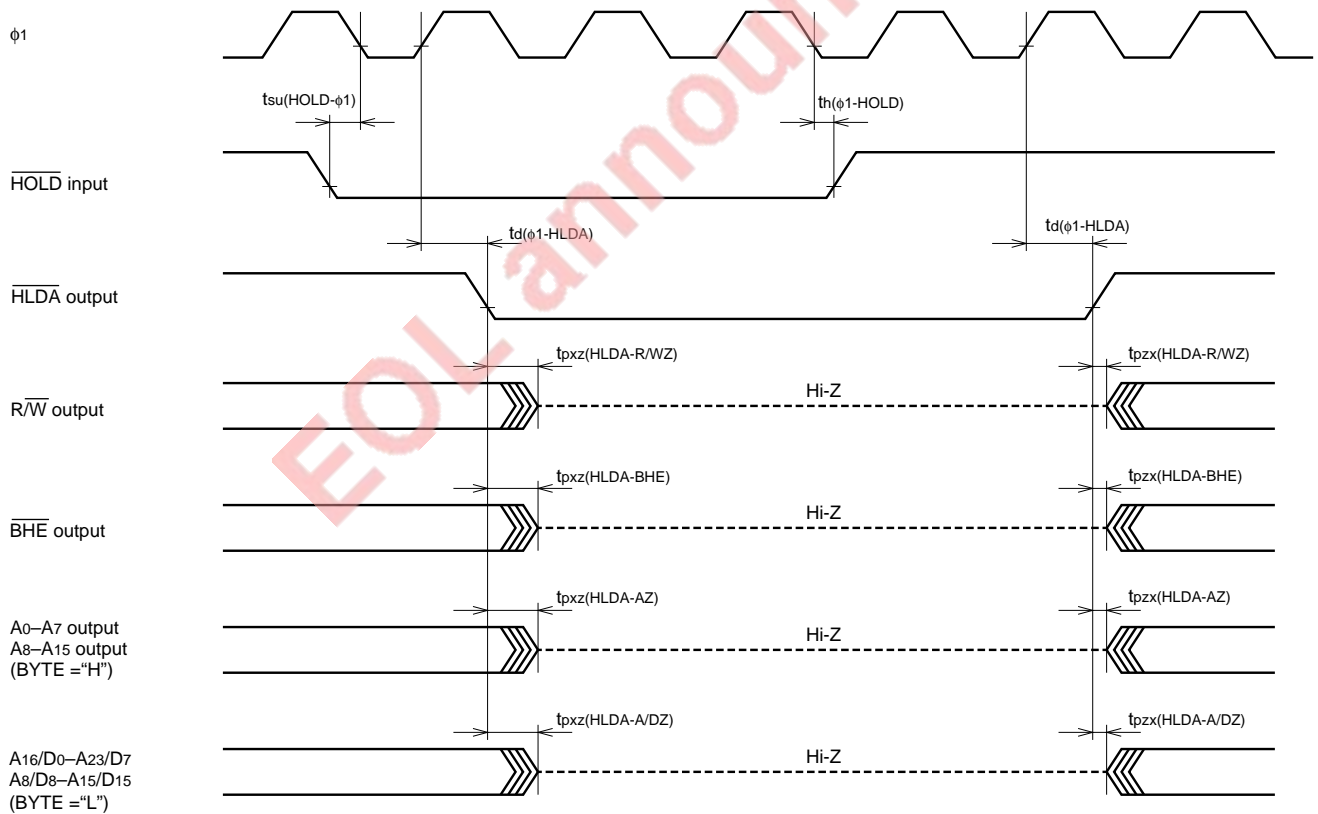 φ1
tsu(HOLD-φ1)
th(φ1-HOLD)
HOLD input
td(φ1-HLDA)
td(φ1-HLDA)
HLDA output
tpxz(HLDA-R/WZ)
tpzx(HLDA-R/WZ)
R/W output
Hi-Z
tpxz(HLDA-BHE)
tpzx(HLDA-BHE)
BHE output
Hi-Z
tpxz(HLDA-AZ)
tpzx(HLDA-AZ)
A0–A7 output
A8–A15 output
(BYTE =“H”)
Hi-Z
tpxz(HLDA-A/DZ)
tpzx(HLDA-A/DZ)
A16/D0–A23/D7
A8/D8–A15/D15
(BYTE =“L”)
Hi-Z
EOL announ